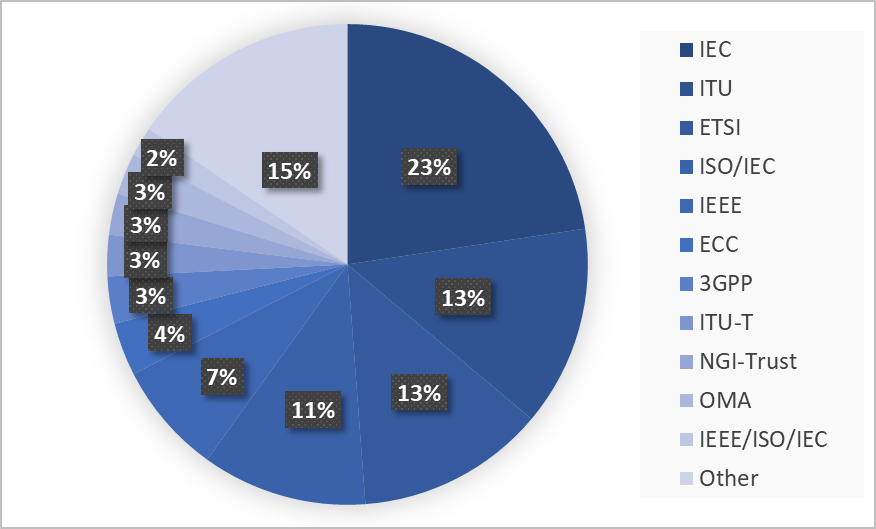 23%
13%
13%
11%
7%
4%
3%
3%
3%
3%
2%
15%
IEC
ITU
ETSI
ISO/IEC
IEEE
ECC
3GPP
ITU-T
NGI-Trust
OMA
IEEE/ISO/IEC
Other